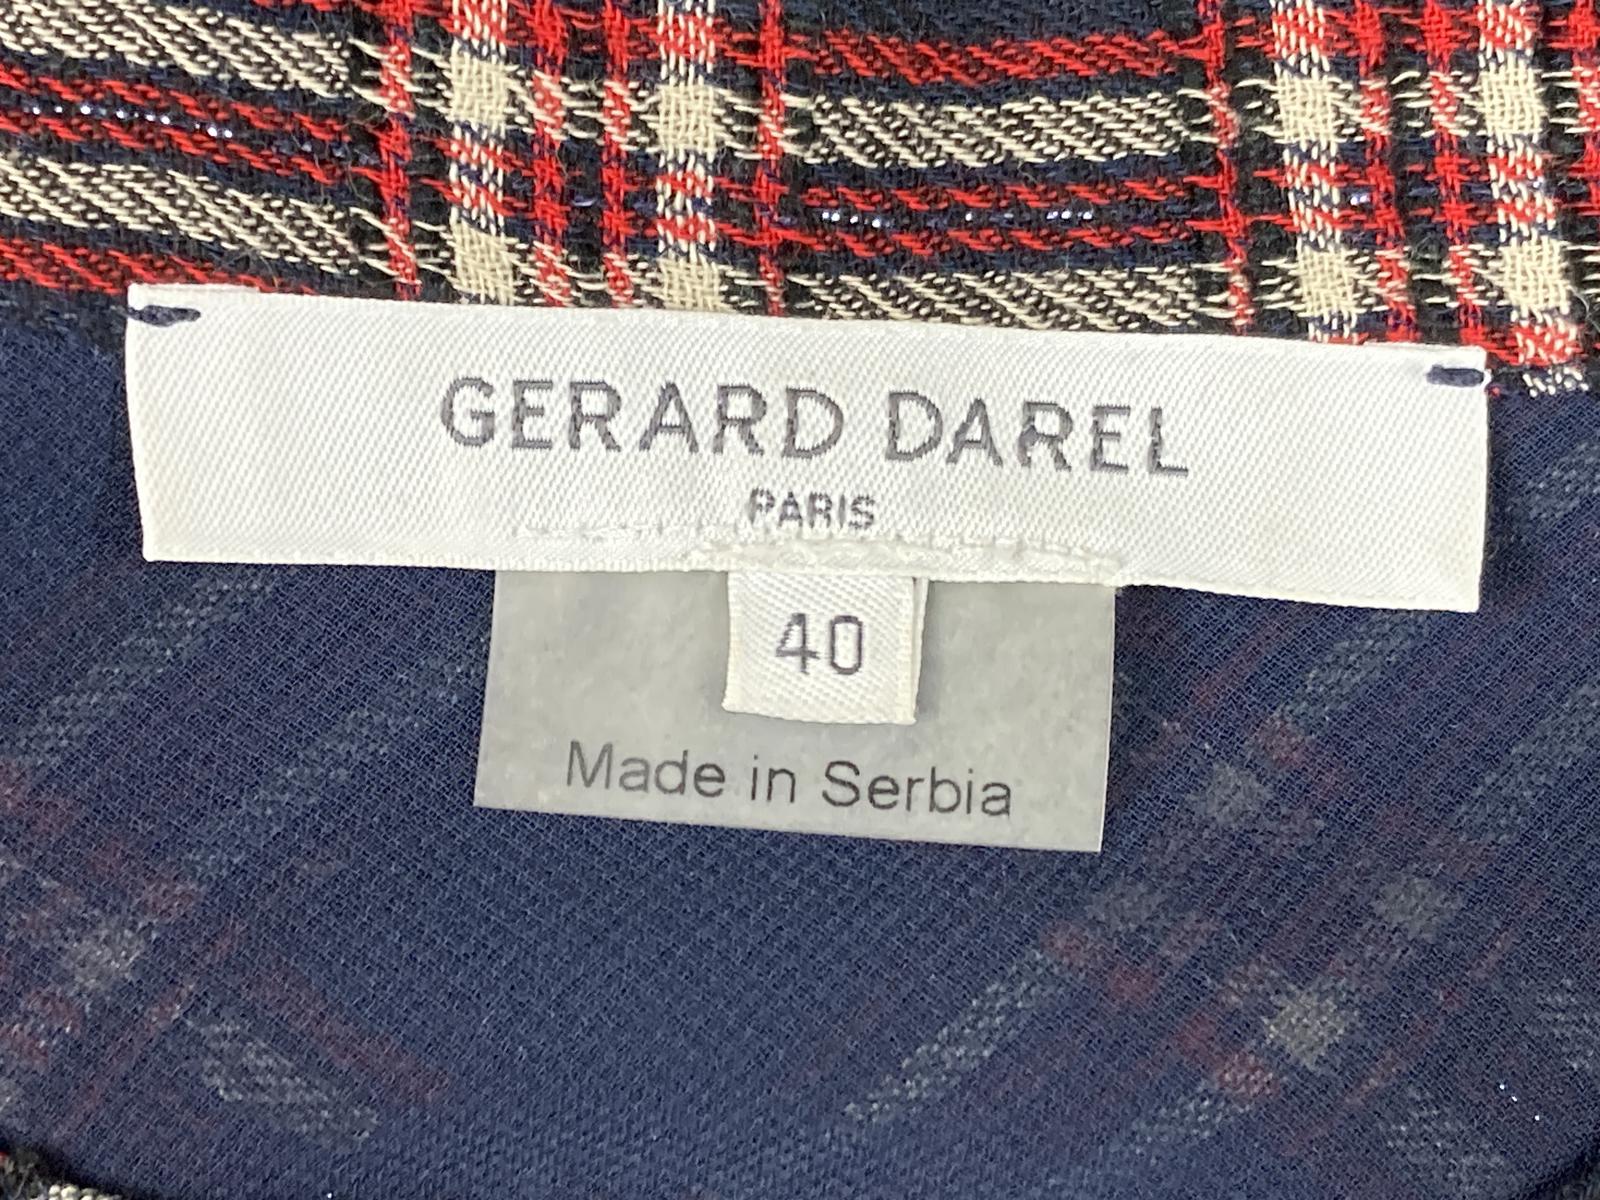 GERARD DAREL
PARIS
40
Made in Serbia